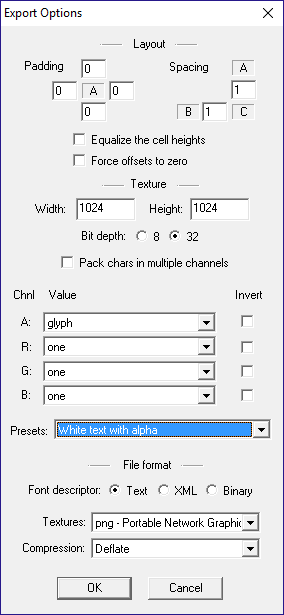 Export Options
Layout
Padding 0 Spacing A
0 A 0 1
0 B 1 C
Equalize the cell heights
Force offsets to zero
Texture
Width: 1024 Height: 1024
Bit depth: 8 32
Pack chars in multiple channels
Chnl Value Invert
A: glyph
R: one
G: one
B: one
Presets: White text with alpha
File format
Font descriptor: Text XML Binary
Textures: png - Portable Network Graphic
Compression: Deflate
OK Cancel